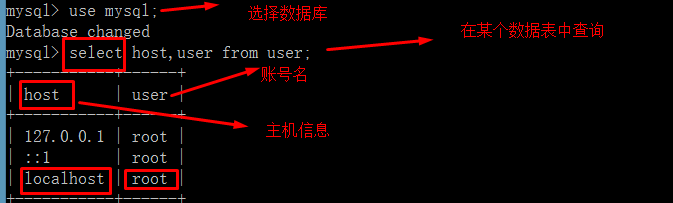 mysql> use mysql; 选择数据库
Database changed
mysql> select host,user from user; 在某个数据表中查询
+-----------+------+
| host | user | 账号名
+-----------+------+ 主机信息
| 127.0.0.1 | root |
| ::1 | root |
| localhost | root |
+-----------+------+